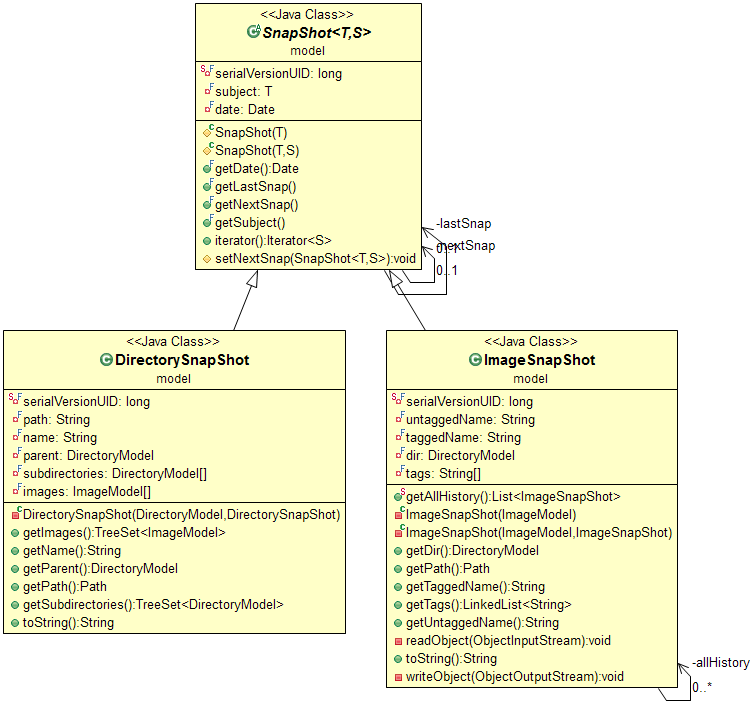 <<Java Class>>
SnapShot<T,S>
model
serialVersionUID: long
subject: T
date: Date
SnapShot(T)
SnapShot(T,S)
getDate():Date
getLastSnap()
getNextSnap()
getSubject()
iterator():Iterator<S>
setNextSnap(SnapShot<T,S>):void
-lastSnap
0..1
-nextSnap
0..1
<<Java Class>>
DirectorySnapShot
model
serialVersionUID: long
path: String
name: String
parent: DirectoryModel
subdirectories: DirectoryModel[]
images: ImageModel[]
DirectorySnapShot(DirectoryModel,DirectorySnapShot)
getImages():TreeSet<ImageModel>
getName():String
getParent():DirectoryModel
getPath():Path
getSubdirectories():TreeSet<DirectoryModel>
toString():String
<<Java Class>>
ImageSnapShot
model
serialVersionUID: long
untaggedName: String
taggedName: String
dir: DirectoryModel
tags: String[]
getAllHistory():List<ImageSnapShot>
ImageSnapShot(ImageModel)
ImageSnapShot(ImageModel,ImageSnapShot)
getDir():DirectoryModel
getPath():Path
getTaggedName():String
getTags():LinkedList<String>
getUntaggedName():String
readObject(ObjectInputStream):void
toString():String
writeObject(ObjectOutputStream):void
-allHistory
0..*